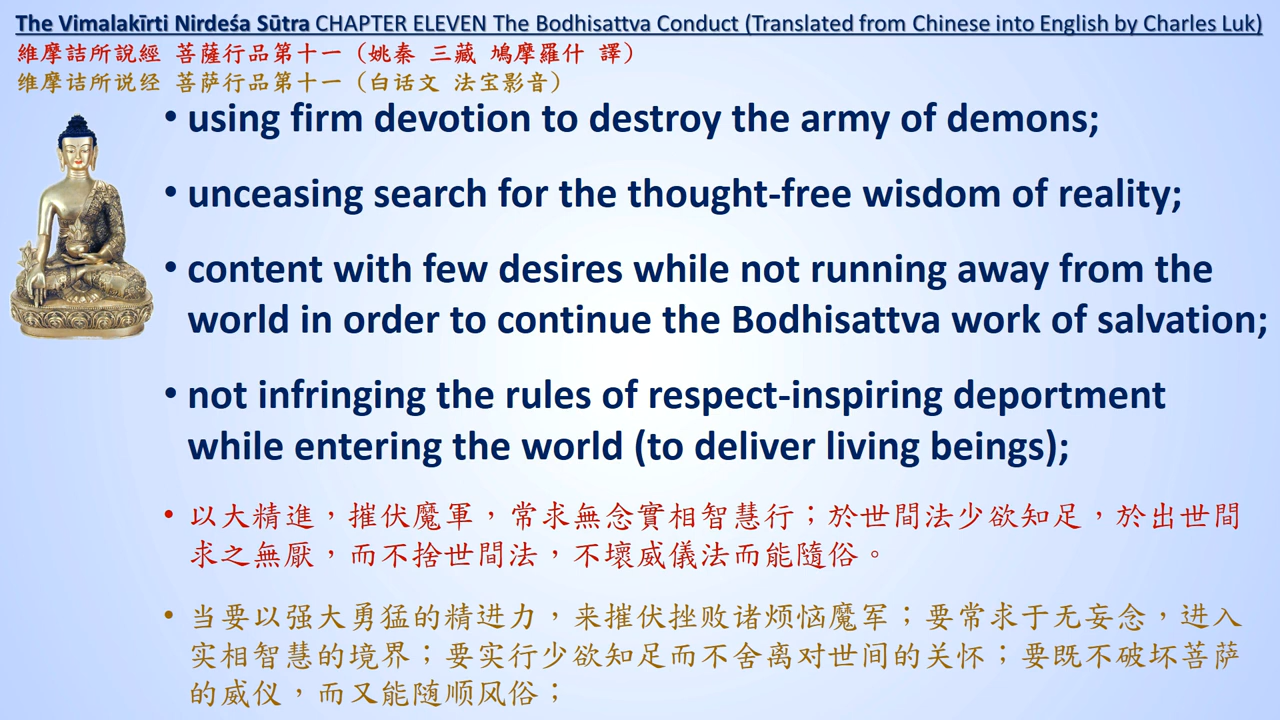 The Vimalakīrti Nirdeśa Sūtra CHAPTER ELEVEN The Bodhisattva Conduct (Translated from Chinese into English by Charles Luk)
維摩詰所說經 菩薩行品第十一 (姚秦 三藏 鳩摩羅什 譯)
维摩诘所说经 菩萨行品第十一 (白话文 法宝影音)
• using firm devotion to destroy the army of demons;
• unceasing search for the thought-free wisdom of reality;
• content with few desires while not running away from the
world in order to continue the Bodhisattva work of salvation;
• not infringing the rules of respect-inspiring deportment
while entering the world (to deliver living beings);
• 以大精進，摧伏魔軍，常求無念實相智慧行；於世間法少欲知足，於出世間
求之無厭，而不捨世間法，不壞威儀法而能隨俗。
• 当要以强大勇猛的精进力，来摧伏挫败诸烦恼魔军；要常求于无妄念，进入
实相智慧的境界；要实行少欲知足而不舍离对世间的关怀；要既不破坏菩萨
的威仪，而又能随顺风俗；